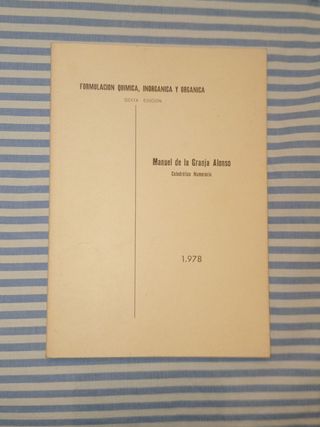 FORMULACION QUIMICA, INORGANICA Y ORGANICA
SEXTA EDICION
Manuel de la Granja Alonso
Catedrático Numerario
1.978